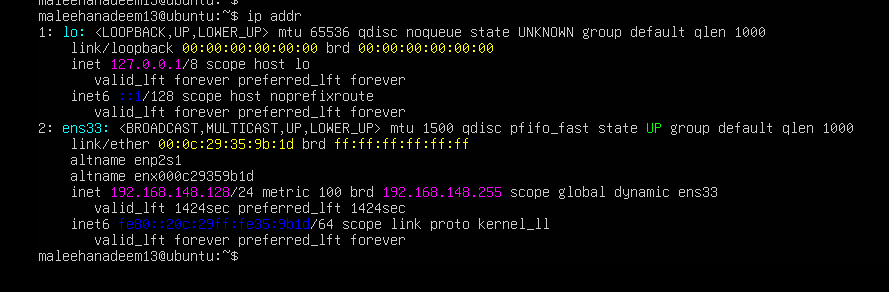 maleehanadeem13@ubuntu:~$
maleehanadeem13@ubuntu:~$ ip addr
1: lo: <LOOPBACK,UP,LOWER_UP> mtu 65536 qdisc noqueue state UNKNOWN group default qlen 1000
link/loopback 00:00:00:00:00:00 brd 00:00:00:00:00:00
inet 127.0.0.1/8 scope host lo
valid_lft forever preferred_lft forever
inet6 ::1/128 scope host noprefixroute
valid_lft forever preferred_lft forever
2: ens33: <BROADCAST,MULTICAST,UP,LOWER_UP> mtu 1500 qdisc pfifo_fast state UP group default qlen 1000
link/ether 00:0c:29:35:9b:1d brd ff:ff:ff:ff:ff:ff
altname enp2s1
altname enx000c29359b1d
inet 192.168.148.128/24 metric 100 brd 192.168.148.255 scope global dynamic ens33
valid_lft 1424sec preferred_lft 1424sec
inet6 fe80::20c:29ff:fe35:9b1d/64 scope link proto kernel_ll
valid_lft forever preferred_lft forever
maleehanadeem13@ubuntu:~$